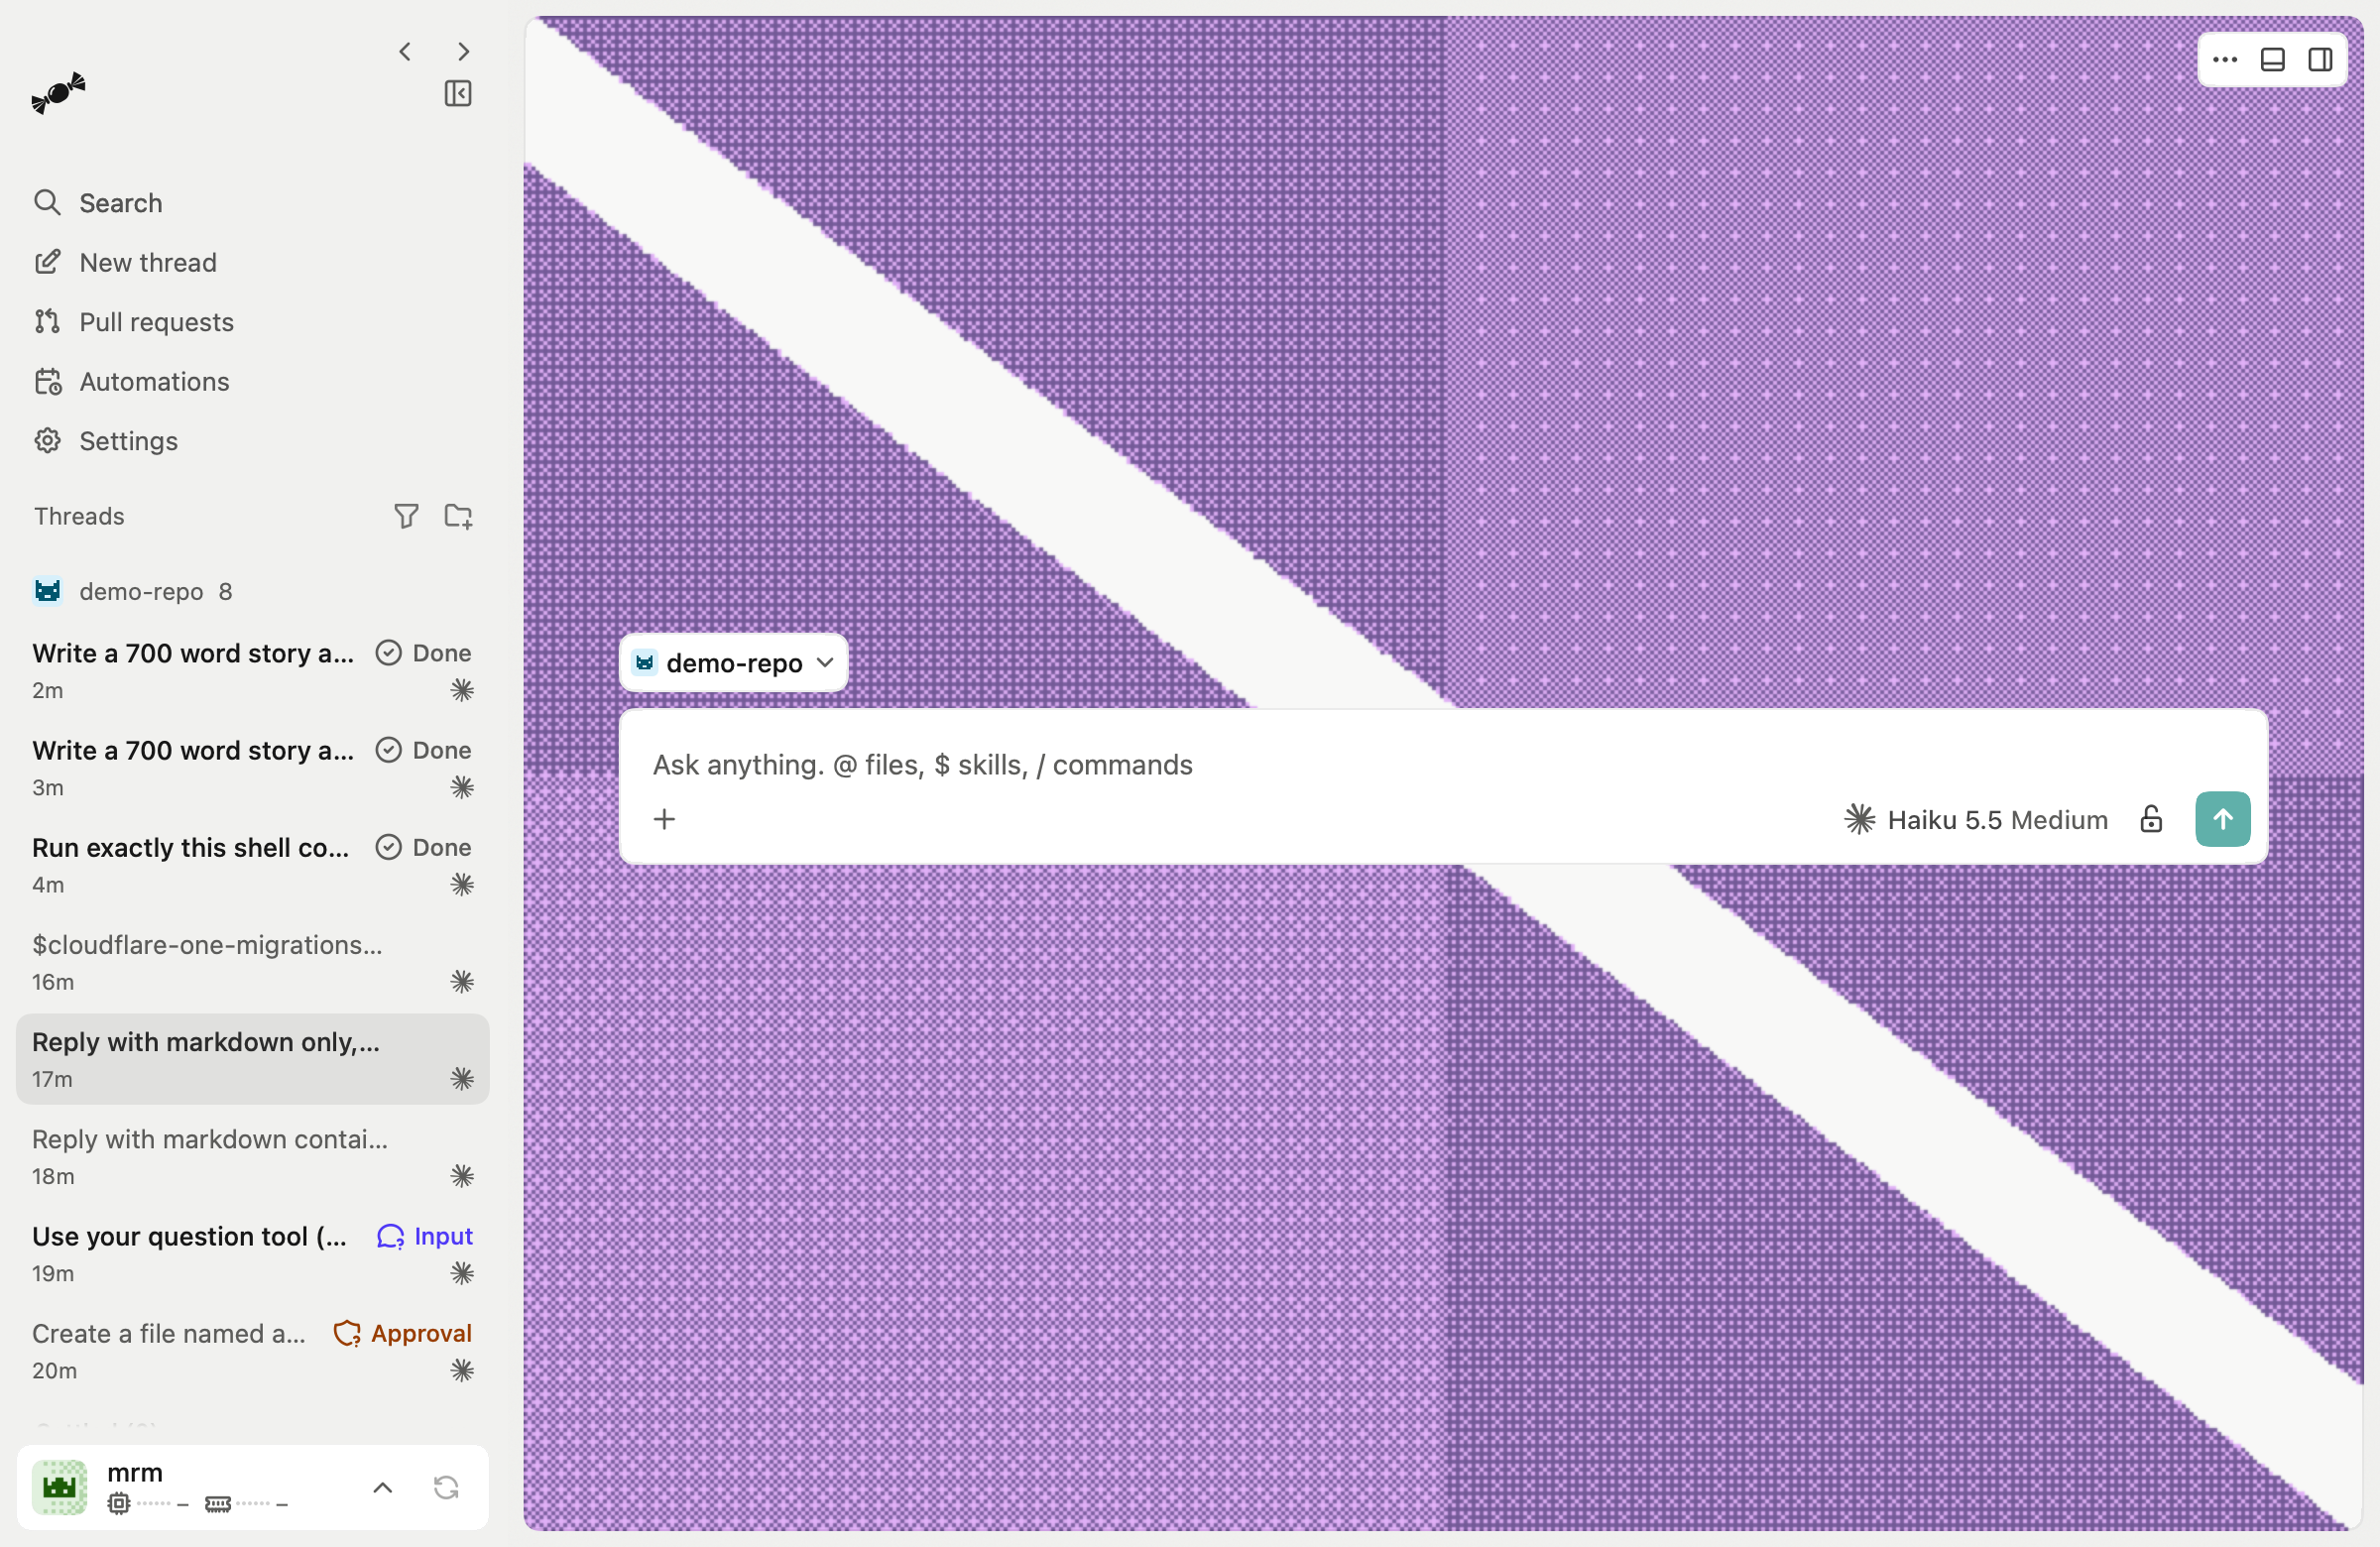 Search
New thread
Pull requests
Automations
Settings
Threads
demo-repo 8
Write a 700 word story a... Done
2m
Write a 700 word story a... Done
3m
Run exactly this shell co... Done
4m
$cloudflare-one-migrations...
16m
Reply with markdown only,...
17m
Reply with markdown contai...
18m
Use your question tool (... Input
19m
Create a file named a... Approval
20m
mrm
demo-repo
Ask anything. @ files, $ skills, / commands
Haiku 5.5 Medium